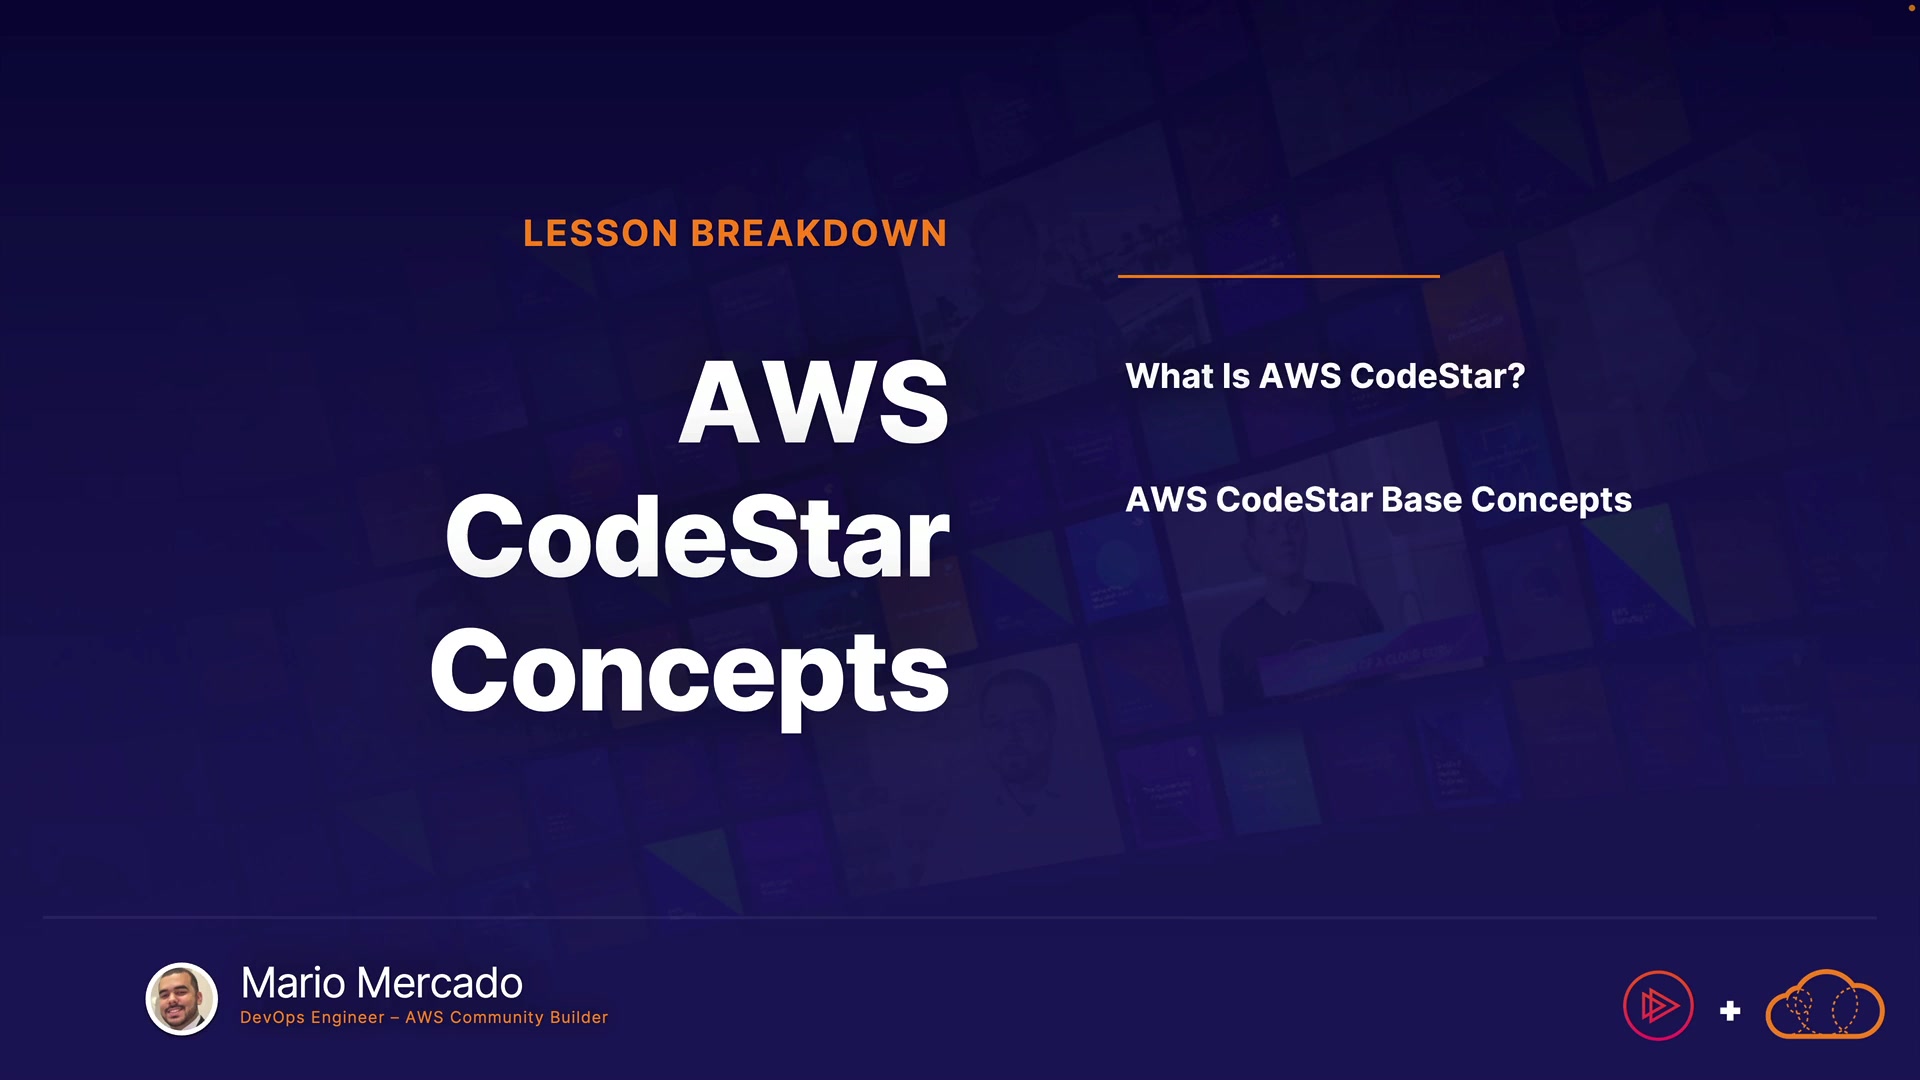 LESSON BREAKDOWN
AWS
CodeStar
Concepts
What Is AWS CodeStar?
AWS CodeStar Base Concepts
Mario Mercado
DevOps Engineer – AWS Community Builder